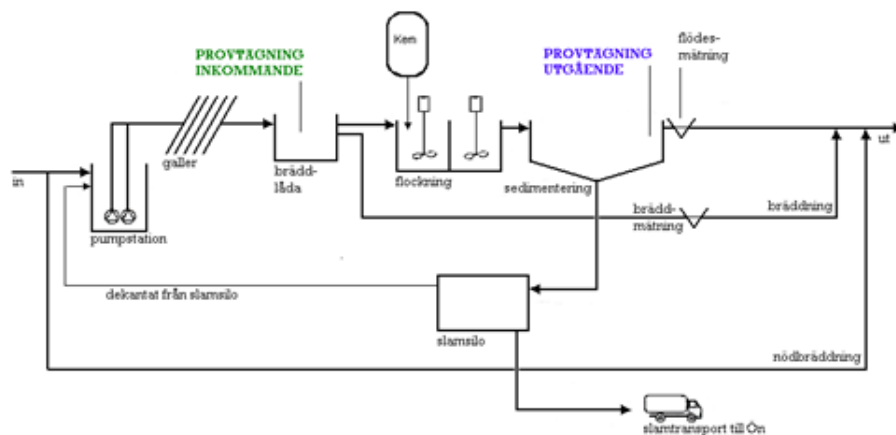 Kem
PROVTAGNING
INKOMMANDE
PROVTAGNING
UTGÅENDE
flödes-
mätning
galler
in
brädd-
låda
flockning
sedimentering
ut
pumpstation
brädd-
mätning
bräddning
dekantat från slamsilo
slamsilo
nödbräddning
slamtransport till Ön